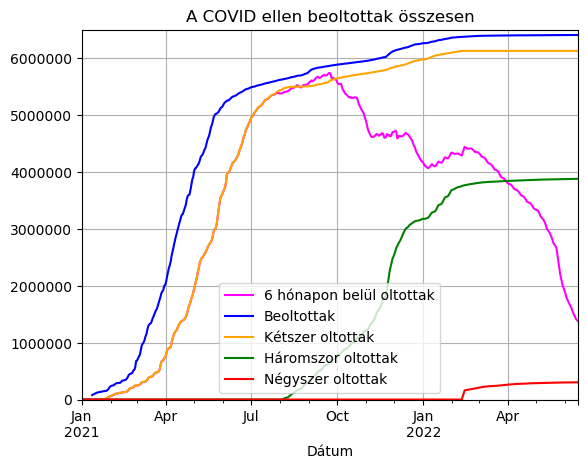 A COVID ellen beoltottak összesen
6000000
5000000
4000000
3000000
2000000
1000000
0
6 hónapon belül oltottak
Beoltottak
Kétszer oltottak
Háromszor oltottak
Négyszer oltottak
Jan Apr Jul Oct Jan Apr
2021 2022
Dátum